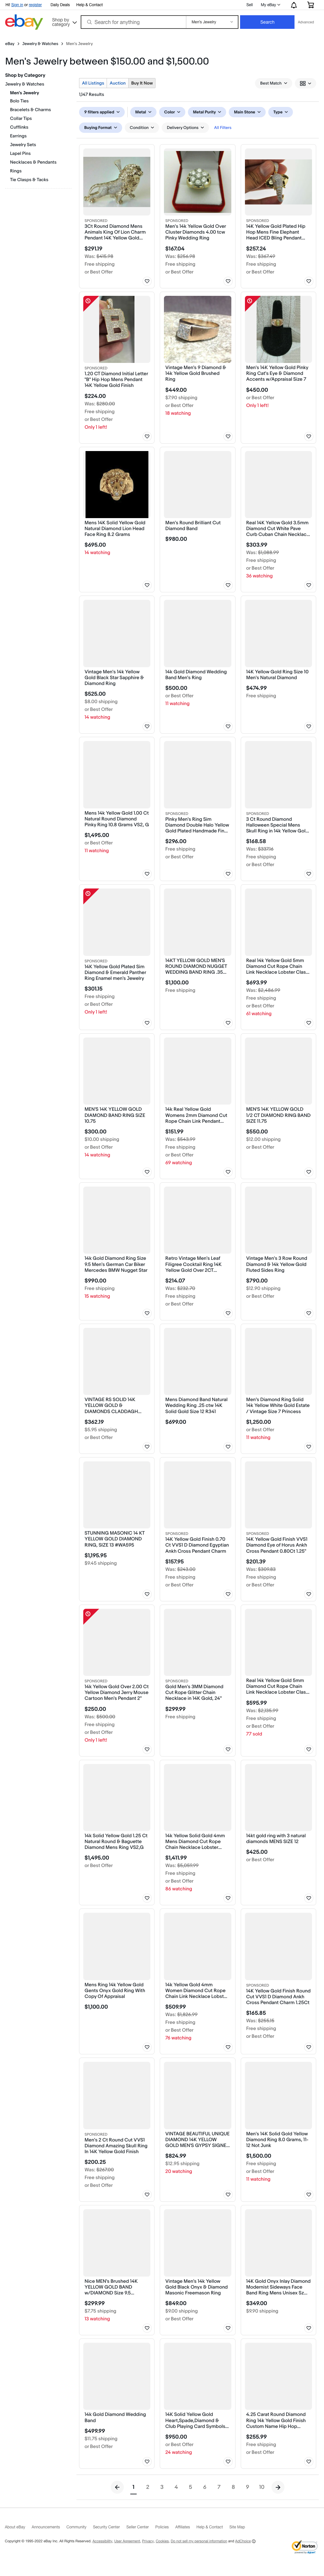 Hi! Sign in or register
Daily Deals
Help & Contact
Sell
My eBay
ebay
Shop by category
Search for anything
Men's Jewelry
Search
Advanced
eBay > Jewelry & Watches > Men's Jewelry
Men's Jewelry between $150.00 and $1,500.00
Shop by Category
Jewelry & Watches
Men's Jewelry
Bolo Ties
Bracelets & Charms
Collar Tips
Cufflinks
Earrings
Jewelry Sets
Lapel Pins
Necklaces & Pendants
Rings
Tie Clasps & Tacks
All Listings
Auction
Buy It Now
Best Match
1,047 Results
9 filters applied
Metal
Color
Metal Purity
Main Stone
Type
Buying Format
Condition
Delivery Options
All Filters
SPONSORED
3Ct Round Diamond Mens
Animals King Of Lion Charm
Pendant 14K Yellow Gold...
$291.19
Was: $415.98
Free shipping
or Best Offer
SPONSORED
Men's 14k Yellow Gold Over
Cluster Diamonds 4.00 tcw
Pinky Wedding Ring
$167.04
Was: $256.98
Free shipping
or Best Offer
SPONSORED
14K Yellow Gold Plated Hip
Hop Mens Fine Elephant
Head ICED Bling Pendant...
$257.24
Was: $367.49
Free shipping
or Best Offer
SPONSORED
1.20 CT Diamond Initial Letter
"B" Hip Hop Mens Pendant
14K Yellow Gold Finish
$224.00
Was: $280.00
Free shipping
or Best Offer
Only 1 left!
Vintage Men's 9 Diamond &
14k Yellow Gold Brushed
Ring
$449.00
$7.90 shipping
or Best Offer
18 watching
Men's 14K Yellow Gold Pinky
Ring Cat's Eye & Diamond
Accents w/Appraisal Size 7
$450.00
or Best Offer
Only 1 left!
Mens 14K Solid Yellow Gold
Natural Diamond Lion Head
Face Ring 8.2 Grams
$695.00
14 watching
Men's Round Brilliant Cut
Diamond Band
$980.00
Real 14K Yellow Gold 3.5mm
Diamond Cut White Pave
Curb Cuban Chain Necklac...
$303.99
Was: $1,088.99
Free shipping
or Best Offer
36 watching
Vintage Men's 14k Yellow
Gold Black Star Sapphire &
Diamond Ring
$525.00
$8.00 shipping
or Best Offer
14 watching
14k Gold Diamond Wedding
Band Men's Ring
$500.00
or Best Offer
11 watching
14K Yellow Gold Ring Size 10
Men's Natural Diamond
$474.99
Free shipping
Mens 14k Yellow Gold 1.00 Ct
Natural Round Diamond
Pinky Ring 10.8 Grams VS2, G
$1,495.00
or Best Offer
11 watching
SPONSORED
Pinky Men's Ring Sim
Diamond Double Halo Yellow
Gold Plated Handmade Fin...
$296.00
Free shipping
or Best Offer
SPONSORED
3 Ct Round Diamond
Halloween Special Mens
Skull Ring in 14k Yellow Gol...
$168.58
Was: $337.16
Free shipping
or Best Offer
SPONSORED
14K Yellow Gold Plated Sim
Diamond & Emerald Panther
Ring Enamel men's Jewelry
$301.15
Free shipping
or Best Offer
Only 1 left!
14KT YELLOW GOLD MEN'S
ROUND DIAMOND NUGGET
WEDDING BAND RING .35...
$1,100.00
Free shipping
Real 14k Yellow Gold 5mm
Diamond Cut Rope Chain
Link Necklace Lobster Clas...
$693.99
Was: $2,486.99
Free shipping
or Best Offer
41 watching
MEN'S 14K YELLOW GOLD
DIAMOND BAND RING SIZE
10.75
$300.00
$10.00 shipping
or Best Offer
14 watching
14k Real Yellow Gold
Womens 2mm Diamond Cut
Rope Chain Link Pendant...
$151.99
Was: $542.99
Free shipping
or Best Offer
69 watching
MEN'S 14K YELLOW GOLD
1/2 CT DIAMOND RING BAND
SIZE 11.75
$550.00
$12.00 shipping
or Best Offer
14k Gold Diamond Ring Size
9.5 Men's German Car Biker
Mercedes BMW Nugget Star
$990.00
Free shipping
15 watching
Retro Vintage Men's Leaf
Filigree Cocktail Ring 14K
Yellow Gold Over 2CT...
$214.07
Was: $232.70
Free shipping
or Best Offer
Vintage Men's 3 Row Round
Diamond & 14k Yellow Gold
Fluted Sides Ring
$790.00
$12.90 shipping
or Best Offer
VINTAGE RS SOLID 14K
YELLOW GOLD &
DIAMONDS CLADDAGH...
$362.19
$5.95 shipping
or Best Offer
Mens Diamond Band Natural
Wedding Ring .25 ctw 14K
Solid Gold Size 12 R341
$699.00
Men's Diamond Ring Solid
14k Yellow White Gold Estate
/ Vintage Size 7 Princess
$1,250.00
or Best Offer
11 watching
STUNNING MASONIC 14 KT
YELLOW GOLD DIAMOND
RING, SIZE 13 #WA595
$1,195.95
$9.45 shipping
SPONSORED
14K Yellow Gold Finish 0.70
Ct VVS1 D Diamond Egyptian
Ankh Cross Pendant Charm
$157.95
Was: $243.00
Free shipping
or Best Offer
SPONSORED
14K Yellow Gold Finish VVS1
Diamond Eye of Horus Ankh
Cross Pendant 0.80Ct 1.25"
$201.39
Was: $309.83
Free shipping
or Best Offer
SPONSORED
14k Yellow Gold Over 2.00 Ct
Yellow Diamond Jerry Mouse
Cartoon Men's Pendant 2"
$250.00
Was: $500.00
Free shipping
or Best Offer
Only 1 left!
SPONSORED
Gold Men's 3MM Diamond
Cut Rope Glitter Chain
Necklace in 14K Gold, 24"
$299.99
Free shipping
Real 14k Yellow Gold 5mm
Diamond Cut Rope Chain
Link Necklace Lobster Clas...
$595.99
Was: $2,135.99
Free shipping
or Best Offer
77 sold
14k Solid Yellow Gold 1.25 Ct
Natural Round & Baguette
Diamond Mens Ring VS2,G
$1,495.00
or Best Offer
14k Yellow Solid Gold 4mm
Mens Diamond Cut Rope
Chain Necklace Lobster...
$1,411.99
Was: $5,059.99
Free shipping
or Best Offer
86 watching
14kt gold ring with 3 natural
diamonds MENS SIZE 12
$425.00
or Best Offer
Mens Ring 14k Yellow Gold
Gents Onyx Gold Ring With
Copy Of Appraisal
$1,100.00
14k Yellow Gold 4mm
Women Diamond Cut Rope
Chain Link Necklace Lobst...
$509.99
Was: $1,826.99
Free shipping
or Best Offer
76 watching
SPONSORED
14K Yellow Gold Finish Round
Cut VVS1 D Diamond Ankh
Cross Pendant Charm 1.25Ct
$165.85
Was: $255.15
Free shipping
or Best Offer
SPONSORED
Men's 2 Ct Round Cut VVS1
Diamond Amazing Skull Ring
In 14K Yellow Gold Finish
$200.25
Was: $267.00
Free shipping
or Best Offer
VINTAGE BEAUTIFUL UNIQUE
DIAMOND 14K YELLOW
GOLD MEN'S GYPSY SIGNE...
$824.99
$12.95 shipping
20 watching
Men's 14K Solid Yellow Gold
Diamond Ring 8.0 Grams, 11-
12 Not Junk
$1,500.00
Free shipping
or Best Offer
11 watching
Nice MEN's Brushed 14K
YELLOW GOLD BAND
w/DIAMOND Size 9.5...
$299.99
$7.75 shipping
13 watching
Vintage Men's 14k Yellow
Gold Black Onyx & Diamond
Masonic Freemason Ring
$849.00
$9.00 shipping
or Best Offer
14K Gold Onyx Inlay Diamond
Modernist Sideways Face
Band Ring Mens Unisex Sz...
$349.00
$9.90 shipping
14k Gold Diamond Wedding
Band
$499.99
$11.75 shipping
or Best Offer
14K Solid Yellow Gold
Heart,Spade,Diamond &
Club Playing Card Symbols...
$950.00
or Best Offer
24 watching
4.25 Carat Round Diamond
Ring 14k Yellow Gold Finish
Custom Name Hip Hop...
$255.99
Free shipping
or Best Offer
1 2 3 4 5 6 7 8 9 10
About eBay
Announcements
Community
Security Center
Seller Center
Policies
Affiliates
Help & Contact
Site Map
Copyright © 1995-2022 eBay Inc. All Rights Reserved. Accessibility, User Agreement, Privacy, Cookies, Do not sell my personal information and AdChoice
Norton